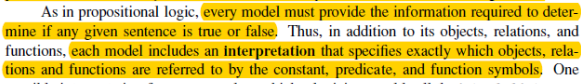 As in propositional logic, every model must provide the information required to deter-
mine if any given sentence is true or false. Thus, in addition to its objects, relations, and
functions, each model includes an interpretation that specifies exactly which objects, rela-
tions and functions are referred to by the constant, predicate, and function symbols. One